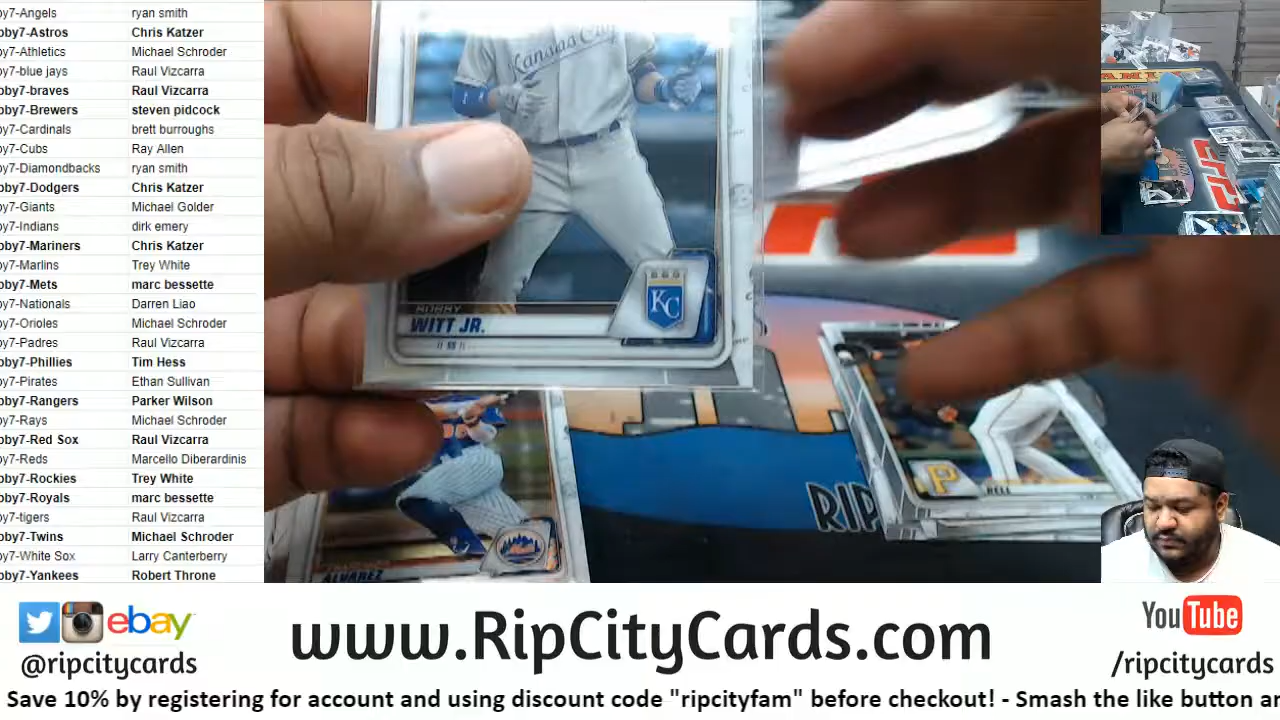 by7-Angels ryan smith
by7-Astros Chris Katzer
by7-Athletics Michael Schroder
by7-blue jays Raul Vizcarra
by7-braves Raul Vizcarra
by7-Brewers steven pidcock
by7-Cardinals brett burroughs
by7-Cubs Ray Allen
by7-Diamondbacks ryan smith
by7-Dodgers Chris Katzer
by7-Giants Michael Golder
by7-Indians dirk emery
by7-Mariners Chris Katzer
by7-Marlins Trey White
by7-Mets marc bessette
by7-Nationals Darren Liao
by7-Orioles Michael Schroder
by7-Padres Raul Vizcarra
by7-Phillies Tim Hess
by7-Pirates Ethan Sullivan
by7-Rangers Parker Wilson
by7-Rays Michael Schroder
by7-Red Sox Raul Vizcarra
by7-Reds Marcello Diberardinis
by7-Rockies Trey White
by7-Royals marc bessette
by7-tigers Raul Vizcarra
by7-Twins Michael Schroder
by7-White Sox Larry Canterbery
by7-Yankees Robert Throne
Kansas City
BOBBY
WITT JR.
KC
P
HELL
RIP
Mets
ALVAREZ
ebay
@ripcitycards
www.RipCityCards.com
YouTube
/ripcitycards
Save 10% by registering for account and using discount code "ripcityfam" before checkout! - Smash the like button an